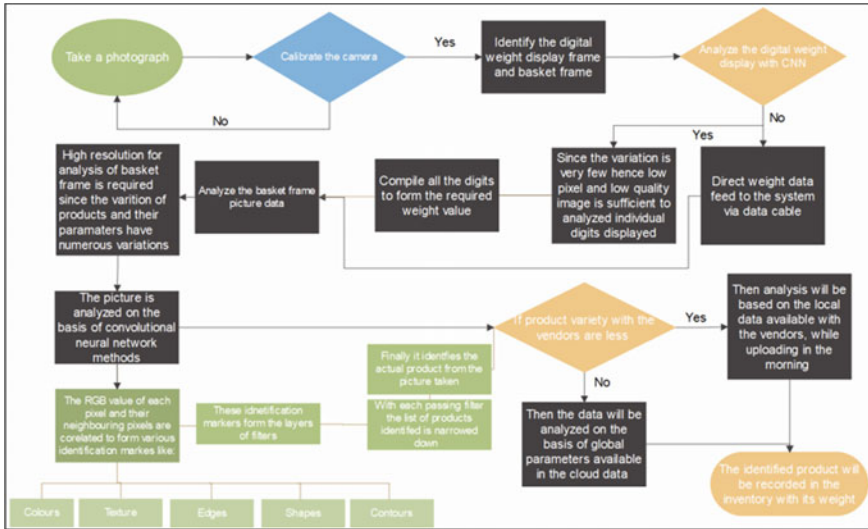 Take a photograph
Calibrate the camera
Yes
No
Identify the digital
weight display frame
and basket frame
Analyze the digital weight
display with CNN
No
Yes
High resolution for
analysis of basket
frame is required
since the varition of
products and their
paramaters have
numerous variations
Analyze the basket frame
picture data
Compile all the digits
to form the required
weight value
Since the variation is
very few hence low
pixel and low quality
image is sufficient to
analyzed individual
digits displayed
Direct weight data
feed to the system
via data cable
The picture is
analyzed on the
basis of convolutional
neural network
methods
If product variety with the
vendors are less
Yes
No
Then analysis will be
based on the local
data available with
the vendors, while
uploading in the
morning
Finally it identfies the
actual product from the
picture taken
The RGB value of each
pixel and their
neighbouring pixels are
corelated to form various
identification markes like:
These idnetification
markers form the layers of
filters
With each passing filter
the list of products
identifed is narrowed
down
Then the data will be
analyzed on the
basis of global
parameters available
in the cloud data
The identified product will
be recorded in the
inventory with its weight
Colours
Texture
Edges
Shapes
Contours